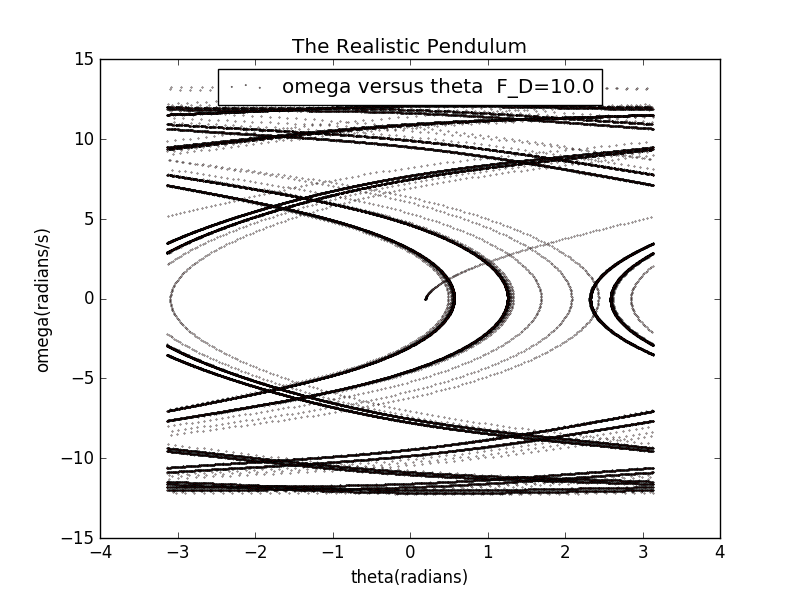 The Realistic Pendulum
omega versus theta  F_D=10.0
15
10
5
0
−5
−10
−15
omega(radians/s)
−4 −3 −2 −1 0 1 2 3 4
theta(radians)